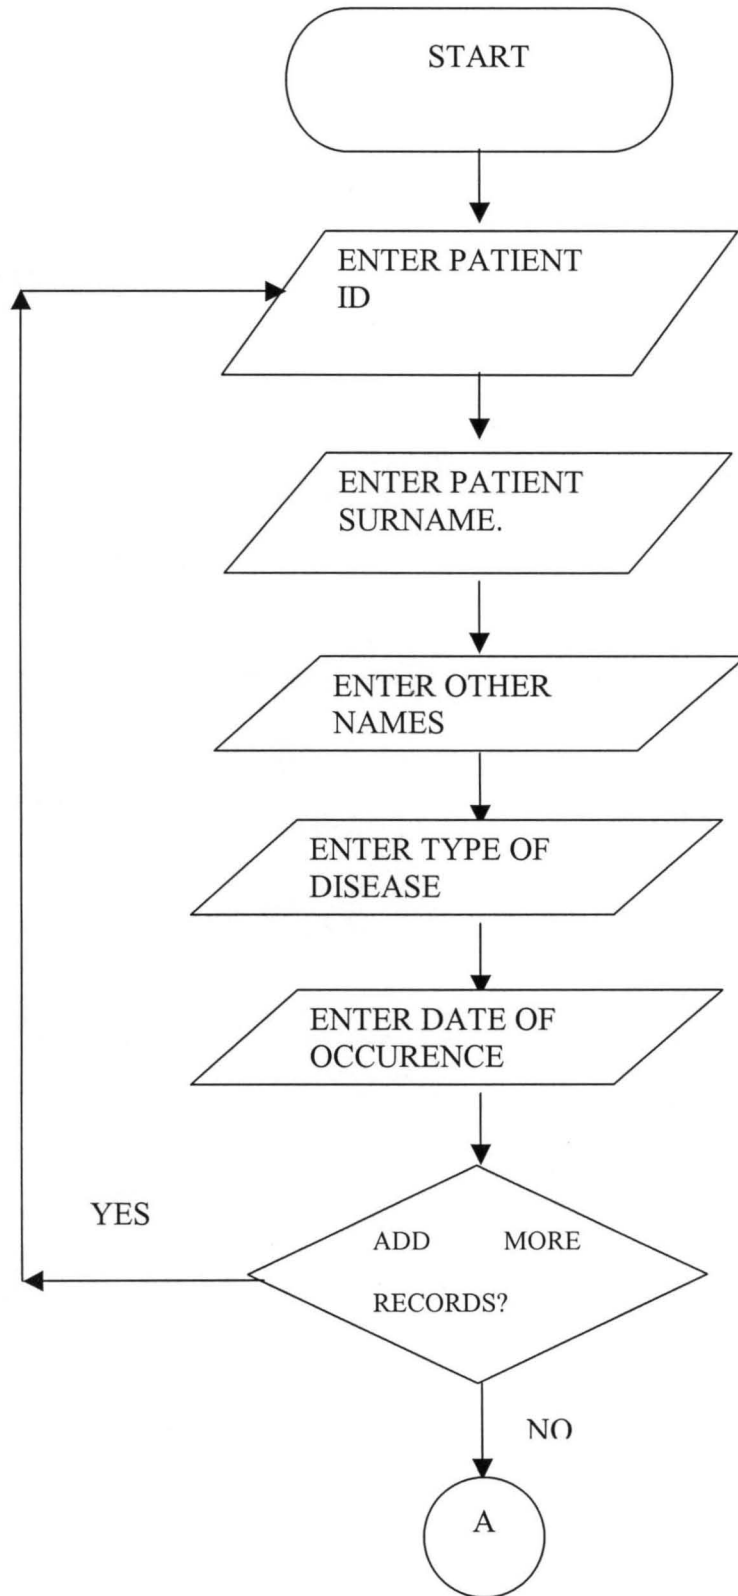 START
ENTER PATIENT
ID
ENTER PATIENT
SURNAME.
ENTER OTHER
NAMES
ENTER TYPE OF
DISEASE
ENTER DATE OF
OCCURENCE
YES
ADD MORE
RECORDS?
NO
A